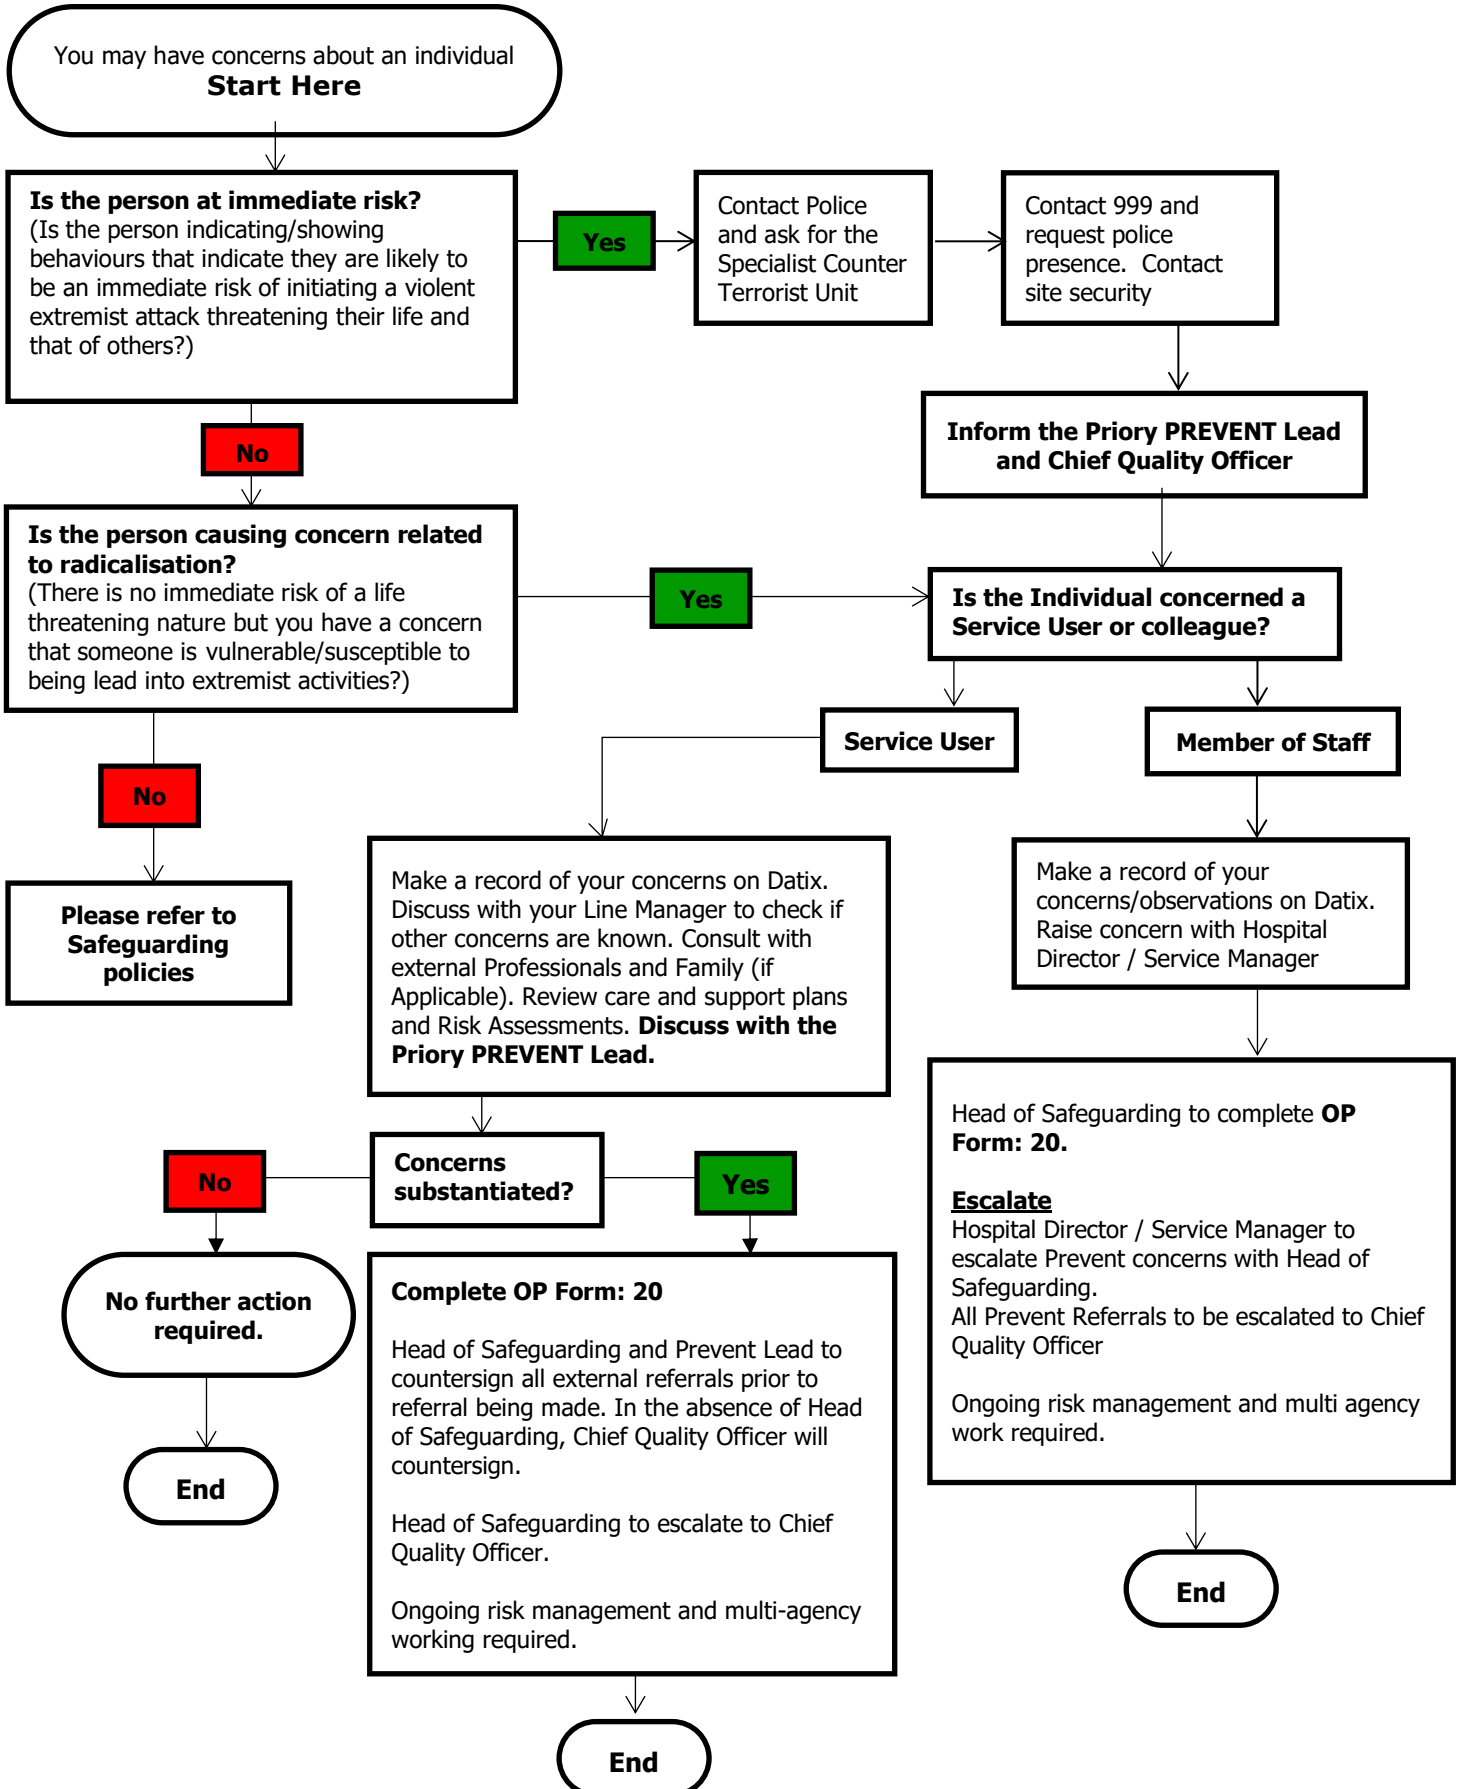 You may have concerns about an individual
Start Here
Is the person at immediate risk?
(Is the person indicating/showing
behaviours that indicate they are likely to
be an immediate risk of initiating a violent
extremist attack threatening their life and
that of others?)
Yes
Contact Police
and ask for the
Specialist Counter
Terrorist Unit
Contact 999 and
request police
presence.  Contact
site security
No
Inform the Priory PREVENT Lead
and Chief Quality Officer
Is the person causing concern related
to radicalisation?
(There is no immediate risk of a life
threatening nature but you have a concern
that someone is vulnerable/susceptible to
being lead into extremist activities?)
Yes
Is the Individual concerned a
Service User or colleague?
Service User
Member of Staff
No
Please refer to
Safeguarding
policies
Make a record of your concerns on Datix.
Discuss with your Line Manager to check if
other concerns are known. Consult with
external Professionals and Family (if
Applicable). Review care and support plans
and Risk Assessments. Discuss with the
Priory PREVENT Lead.
Make a record of your
concerns/observations on Datix.
Raise concern with Hospital
Director / Service Manager
Concerns
substantiated?
No
Yes
No further action
required.
End
Complete OP Form: 20
Head of Safeguarding and Prevent Lead to
countersign all external referrals prior to
referral being made. In the absence of Head
of Safeguarding, Chief Quality Officer will
countersign.
Head of Safeguarding to escalate to Chief
Quality Officer.
Ongoing risk management and multi-agency
working required.
End
Head of Safeguarding to complete OP
Form: 20.
Escalate
Hospital Director / Service Manager to
escalate Prevent concerns with Head of
Safeguarding.
All Prevent Referrals to be escalated to Chief
Quality Officer
Ongoing risk management and multi agency
work required.
End